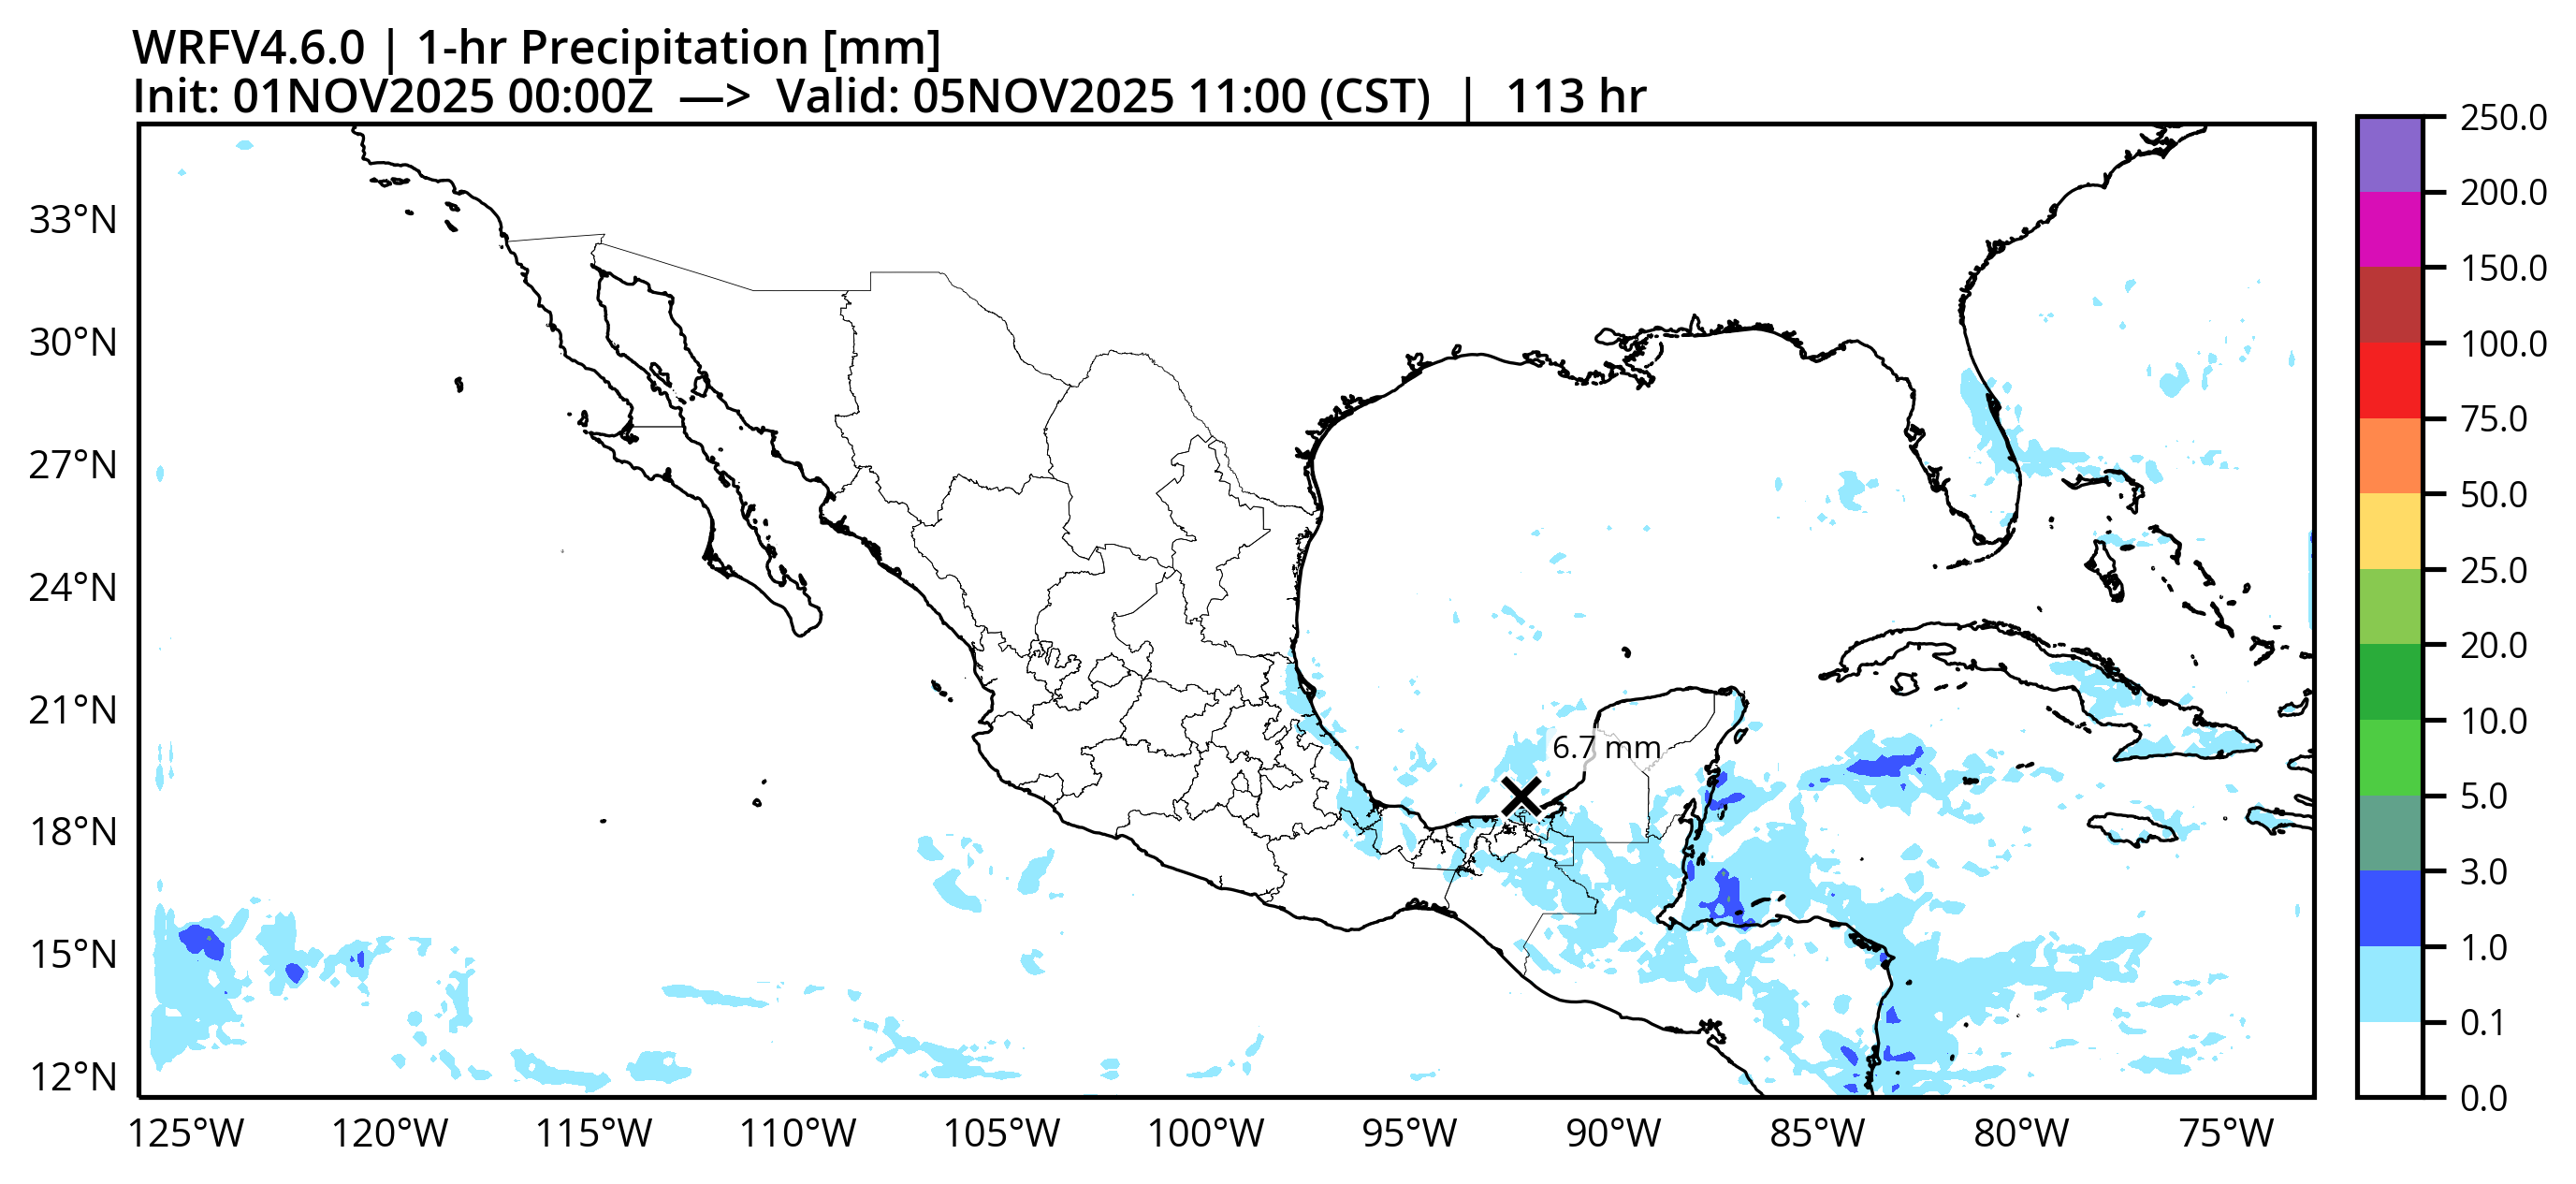 WRFV4.6.0 | 1-hr Precipitation [mm]
Init: 01NOV2025 00:00Z —> Valid: 05NOV2025 11:00 (CST) | 113 hr
33°N
30°N
27°N
24°N
21°N
18°N
15°N
12°N
6.7 mm
125°W 120°W 115°W 110°W 105°W 100°W 95°W 90°W 85°W 80°W 75°W
250.0
200.0
150.0
100.0
75.0
50.0
25.0
20.0
10.0
5.0
3.0
1.0
0.1
0.0